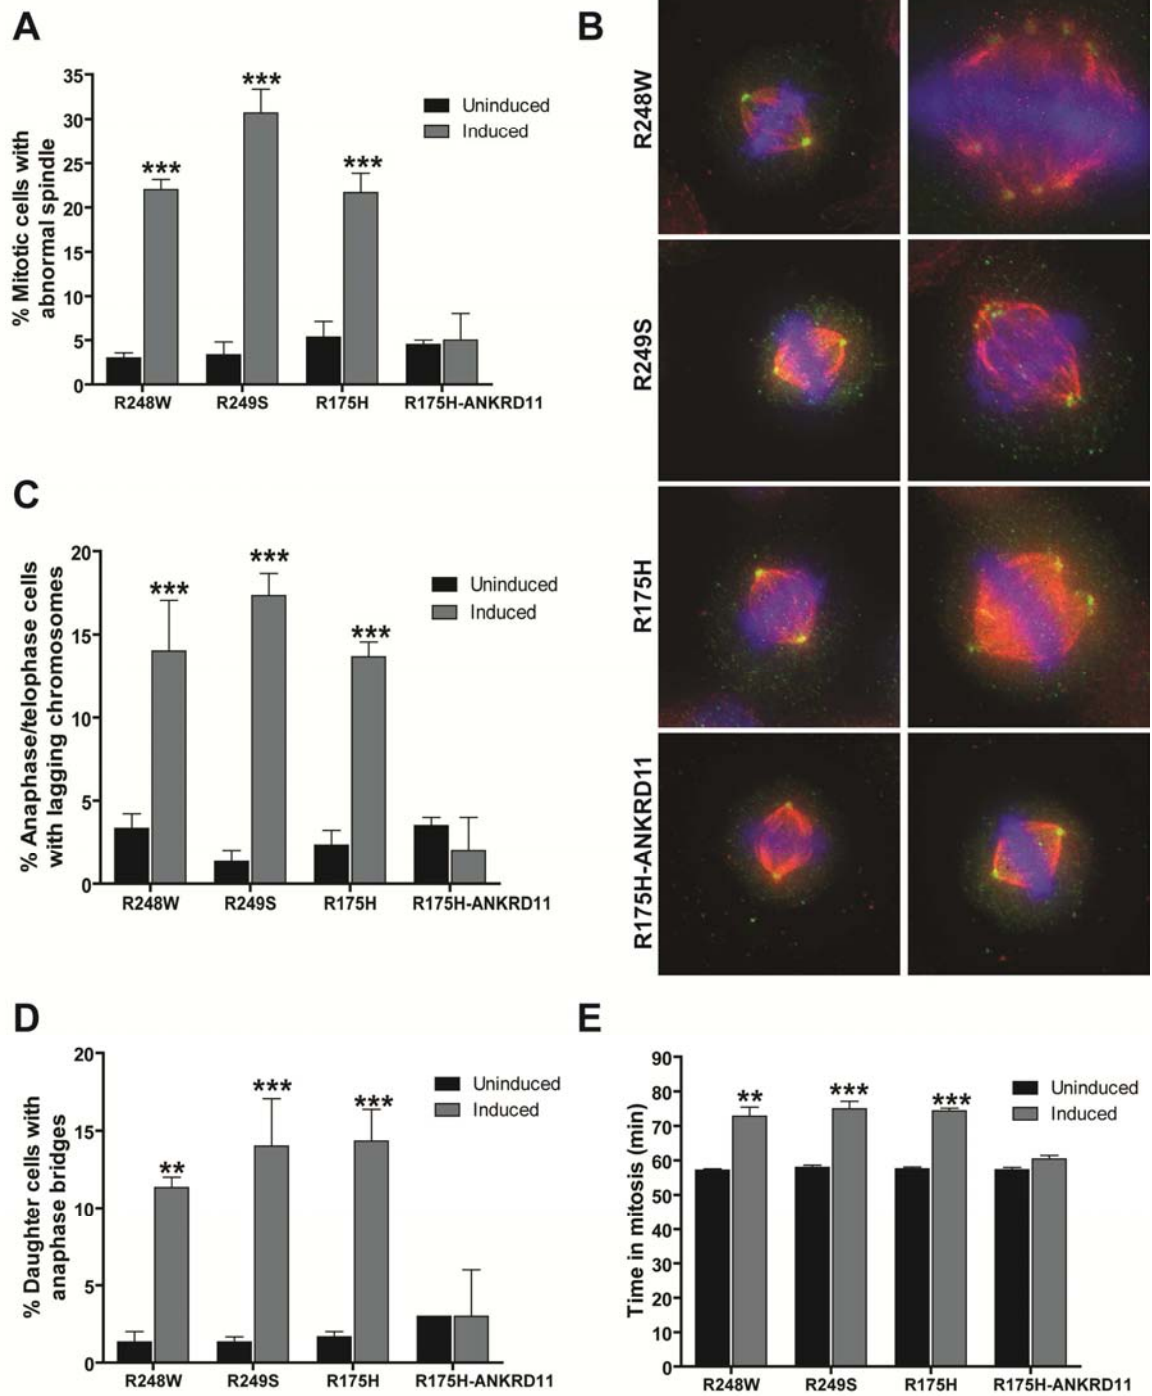 A
% Mitotic cells with
abnormal spindle
35
30
25
20
15
10
5
0
***
***
***
Uninduced
Induced
R248W
R249S
R175H
R175H-ANKRD11
B
R248W
R249S
R175H
R175H-ANKRD11
C
% Anaphase/telophase cells
with lagging chromosomes
20
15
10
5
0
***
***
***
Uninduced
Induced
R248W
R249S
R175H
R175H-ANKRD11
D
% Daughter cells with
anaphase bridges
20
15
10
5
0
**
***
***
Uninduced
Induced
R248W
R249S
R175H
R175H-ANKRD11
E
Time in mitosis (min)
90
80
70
60
50
40
30
20
10
0
**
***
***
Uninduced
Induced
R248W
R249S
R175H
R175H-ANKRD11